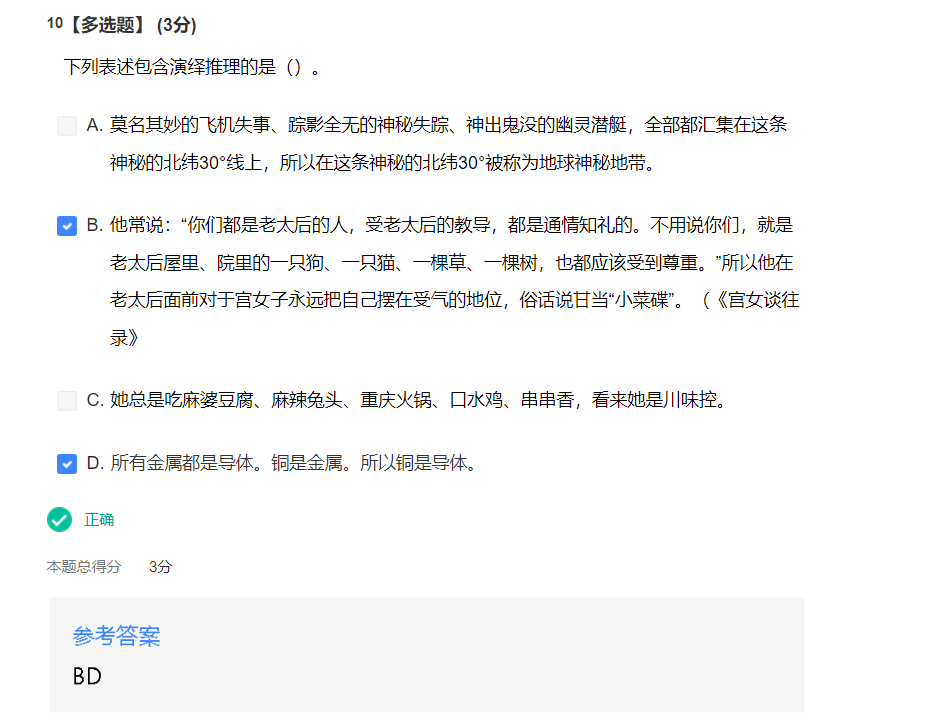 10【多选题】 (3分)
下列表述包含演绎推理的是（）。
A. 莫名其妙的飞机失事、踪影全无的神秘失踪、神出鬼没的幽灵潜艇，全部都汇集在这条
神秘的北纬30°线上，所以在这条神秘的北纬30°被称为地球神秘地带。
B. 他常说：“你们都是老太后的人，受老太后的教导，都是通情知礼的。不用说你们，就是
老太后屋里、院里的一只狗、一只猫、一棵草、一棵树，也都应该受到尊重。”所以他在
老太后面前对于宫女子永远把自己摆在受气的地位，俗话说甘当“小菜碟”。（《宫女谈往
录》
C. 她总是吃麻婆豆腐、麻辣兔头、重庆火锅、口水鸡、串串香，看来她是川味控。
D. 所有金属都是导体。铜是金属。所以铜是导体。
正确
本题总得分 3分
参考答案
BD